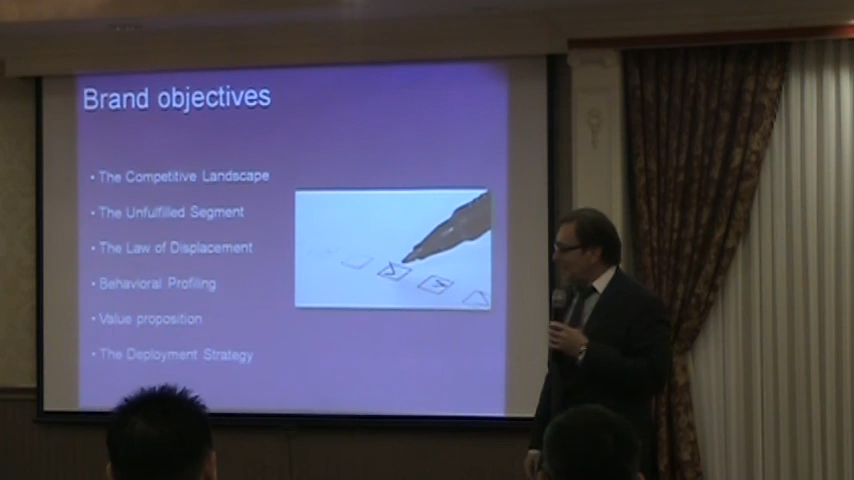 Brand objectives
• The Competitive Landscape
• The Unfulfilled Segment
• The Law of Displacement
• Behavioral Profiling
• Value proposition
• The Deployment Strategy